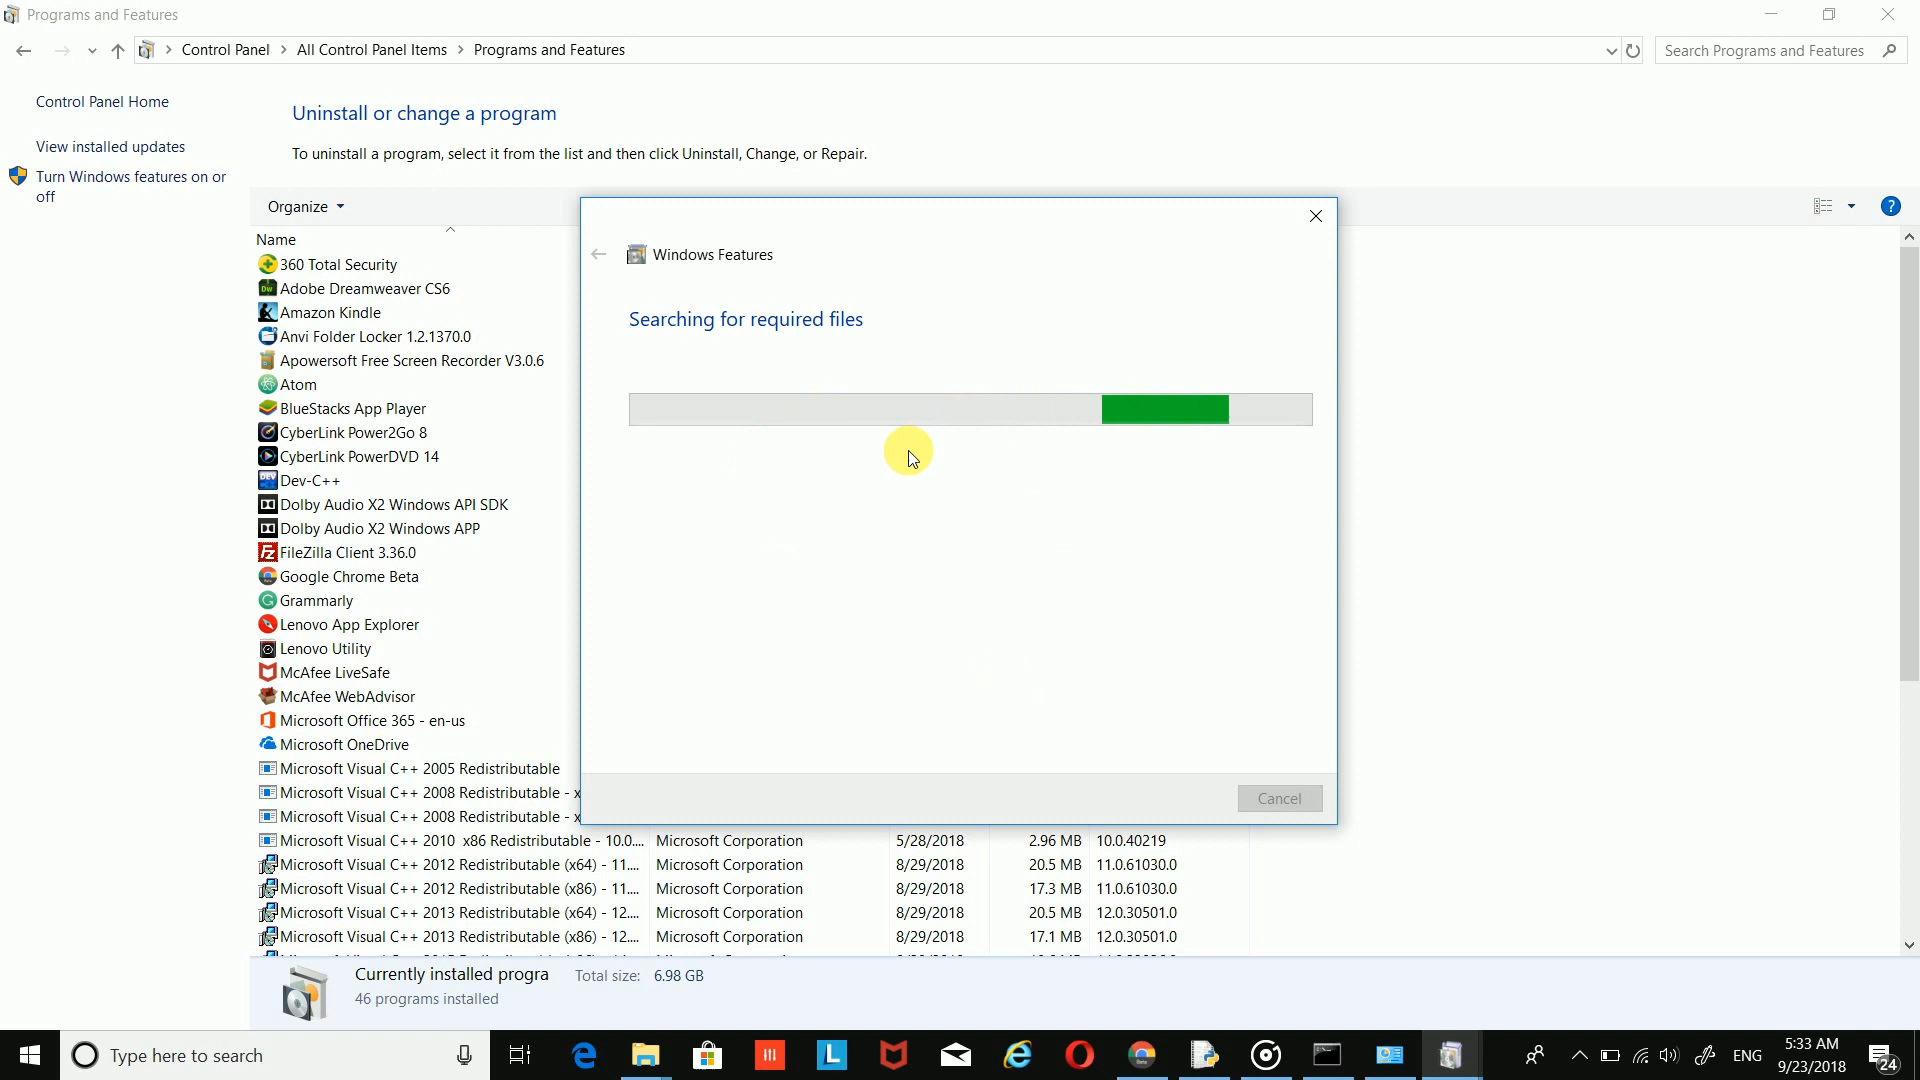 Programs and Features
Control Panel > All Control Panel Items > Programs and Features
Search Programs and Features
Control Panel Home
View installed updates
Turn Windows features on or
off
Uninstall or change a program
To uninstall a program, select it from the list and then click Uninstall, Change, or Repair.
Organize
Name
360 Total Security
Adobe Dreamweaver CS6
Amazon Kindle
Anvi Folder Locker 1.2.1370.0
Apowersoft Free Screen Recorder V3.0.6
Atom
BlueStacks App Player
CyberLink Power2Go 8
CyberLink PowerDVD 14
Dev-C++
Dolby Audio X2 Windows API SDK
Dolby Audio X2 Windows APP
FileZilla Client 3.36.0
Google Chrome Beta
Grammarly
Lenovo App Explorer
Lenovo Utility
McAfee LiveSafe
McAfee WebAdvisor
Microsoft Office 365 - en-us
Microsoft OneDrive
Microsoft Visual C++ 2005 Redistributable
Microsoft Visual C++ 2008 Redistributable - x
Microsoft Visual C++ 2008 Redistributable - x
Microsoft Visual C++ 2010 x86 Redistributable - 10.0.... Microsoft Corporation 5/28/2018 2.96 MB 10.0.40219
Microsoft Visual C++ 2012 Redistributable (x64) - 11.... Microsoft Corporation 8/29/2018 20.5 MB 11.0.61030.0
Microsoft Visual C++ 2012 Redistributable (x86) - 11.... Microsoft Corporation 8/29/2018 17.3 MB 11.0.61030.0
Microsoft Visual C++ 2013 Redistributable (x64) - 12.... Microsoft Corporation 8/29/2018 20.5 MB 12.0.30501.0
Microsoft Visual C++ 2013 Redistributable (x86) - 12.... Microsoft Corporation 8/29/2018 17.1 MB 12.0.30501.0
Windows Features
Searching for required files
Cancel
Currently installed progra Total size: 6.98 GB
46 programs installed
Type here to search
ENG
5:33 AM
9/23/2018
24